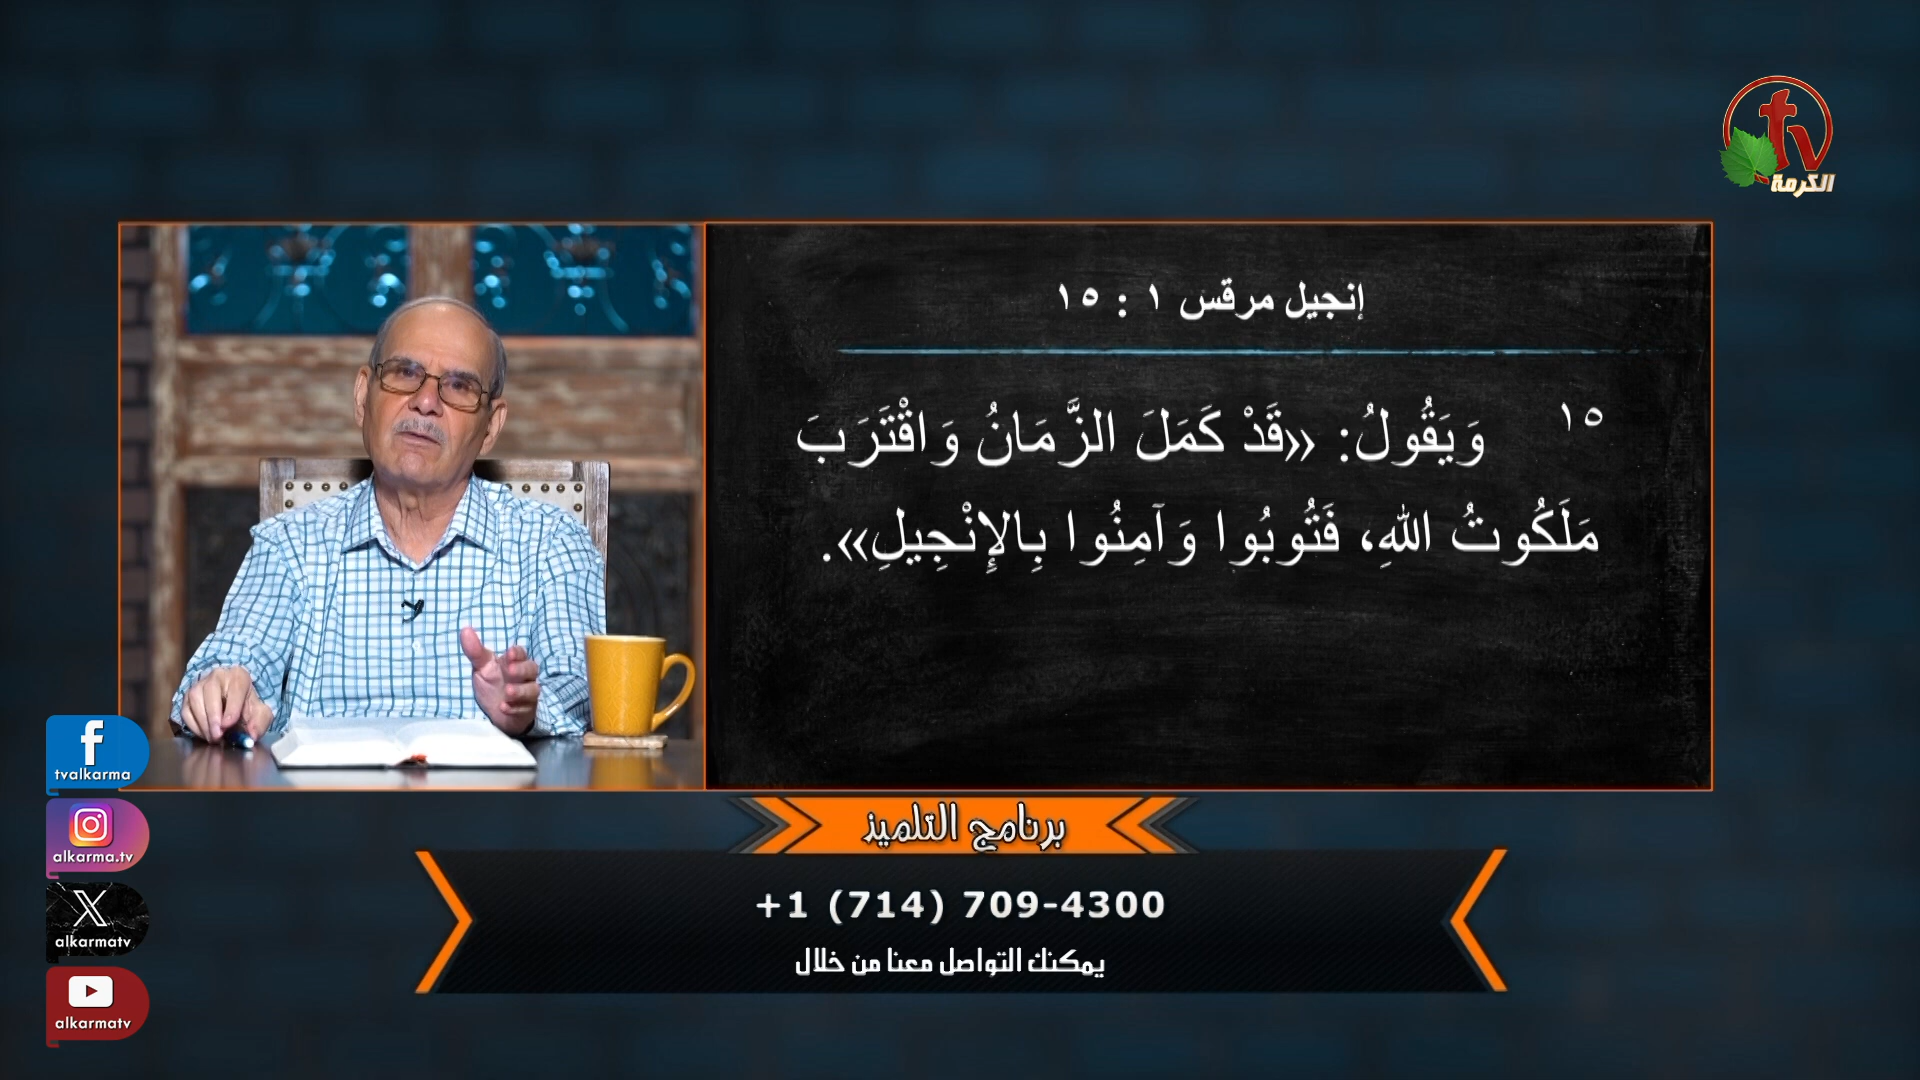 tv
الكرمة
إنجيل مرقس ١ : ١٥
١٥ وَيَقُولُ: «قَدْ كَمَلَ الزَّمَانُ وَاقْتَرَبَ
مَلَكُوتُ اللهِ، فَتُوبُوا وَآمِنُوا بِالإِنْجِيلِ».
tvalkarma
alkarma.tv
alkarmatv
alkarmatv
برنامج التلميذ
+1 (714) 709-4300
يمكنك التواصل معنا من خلال